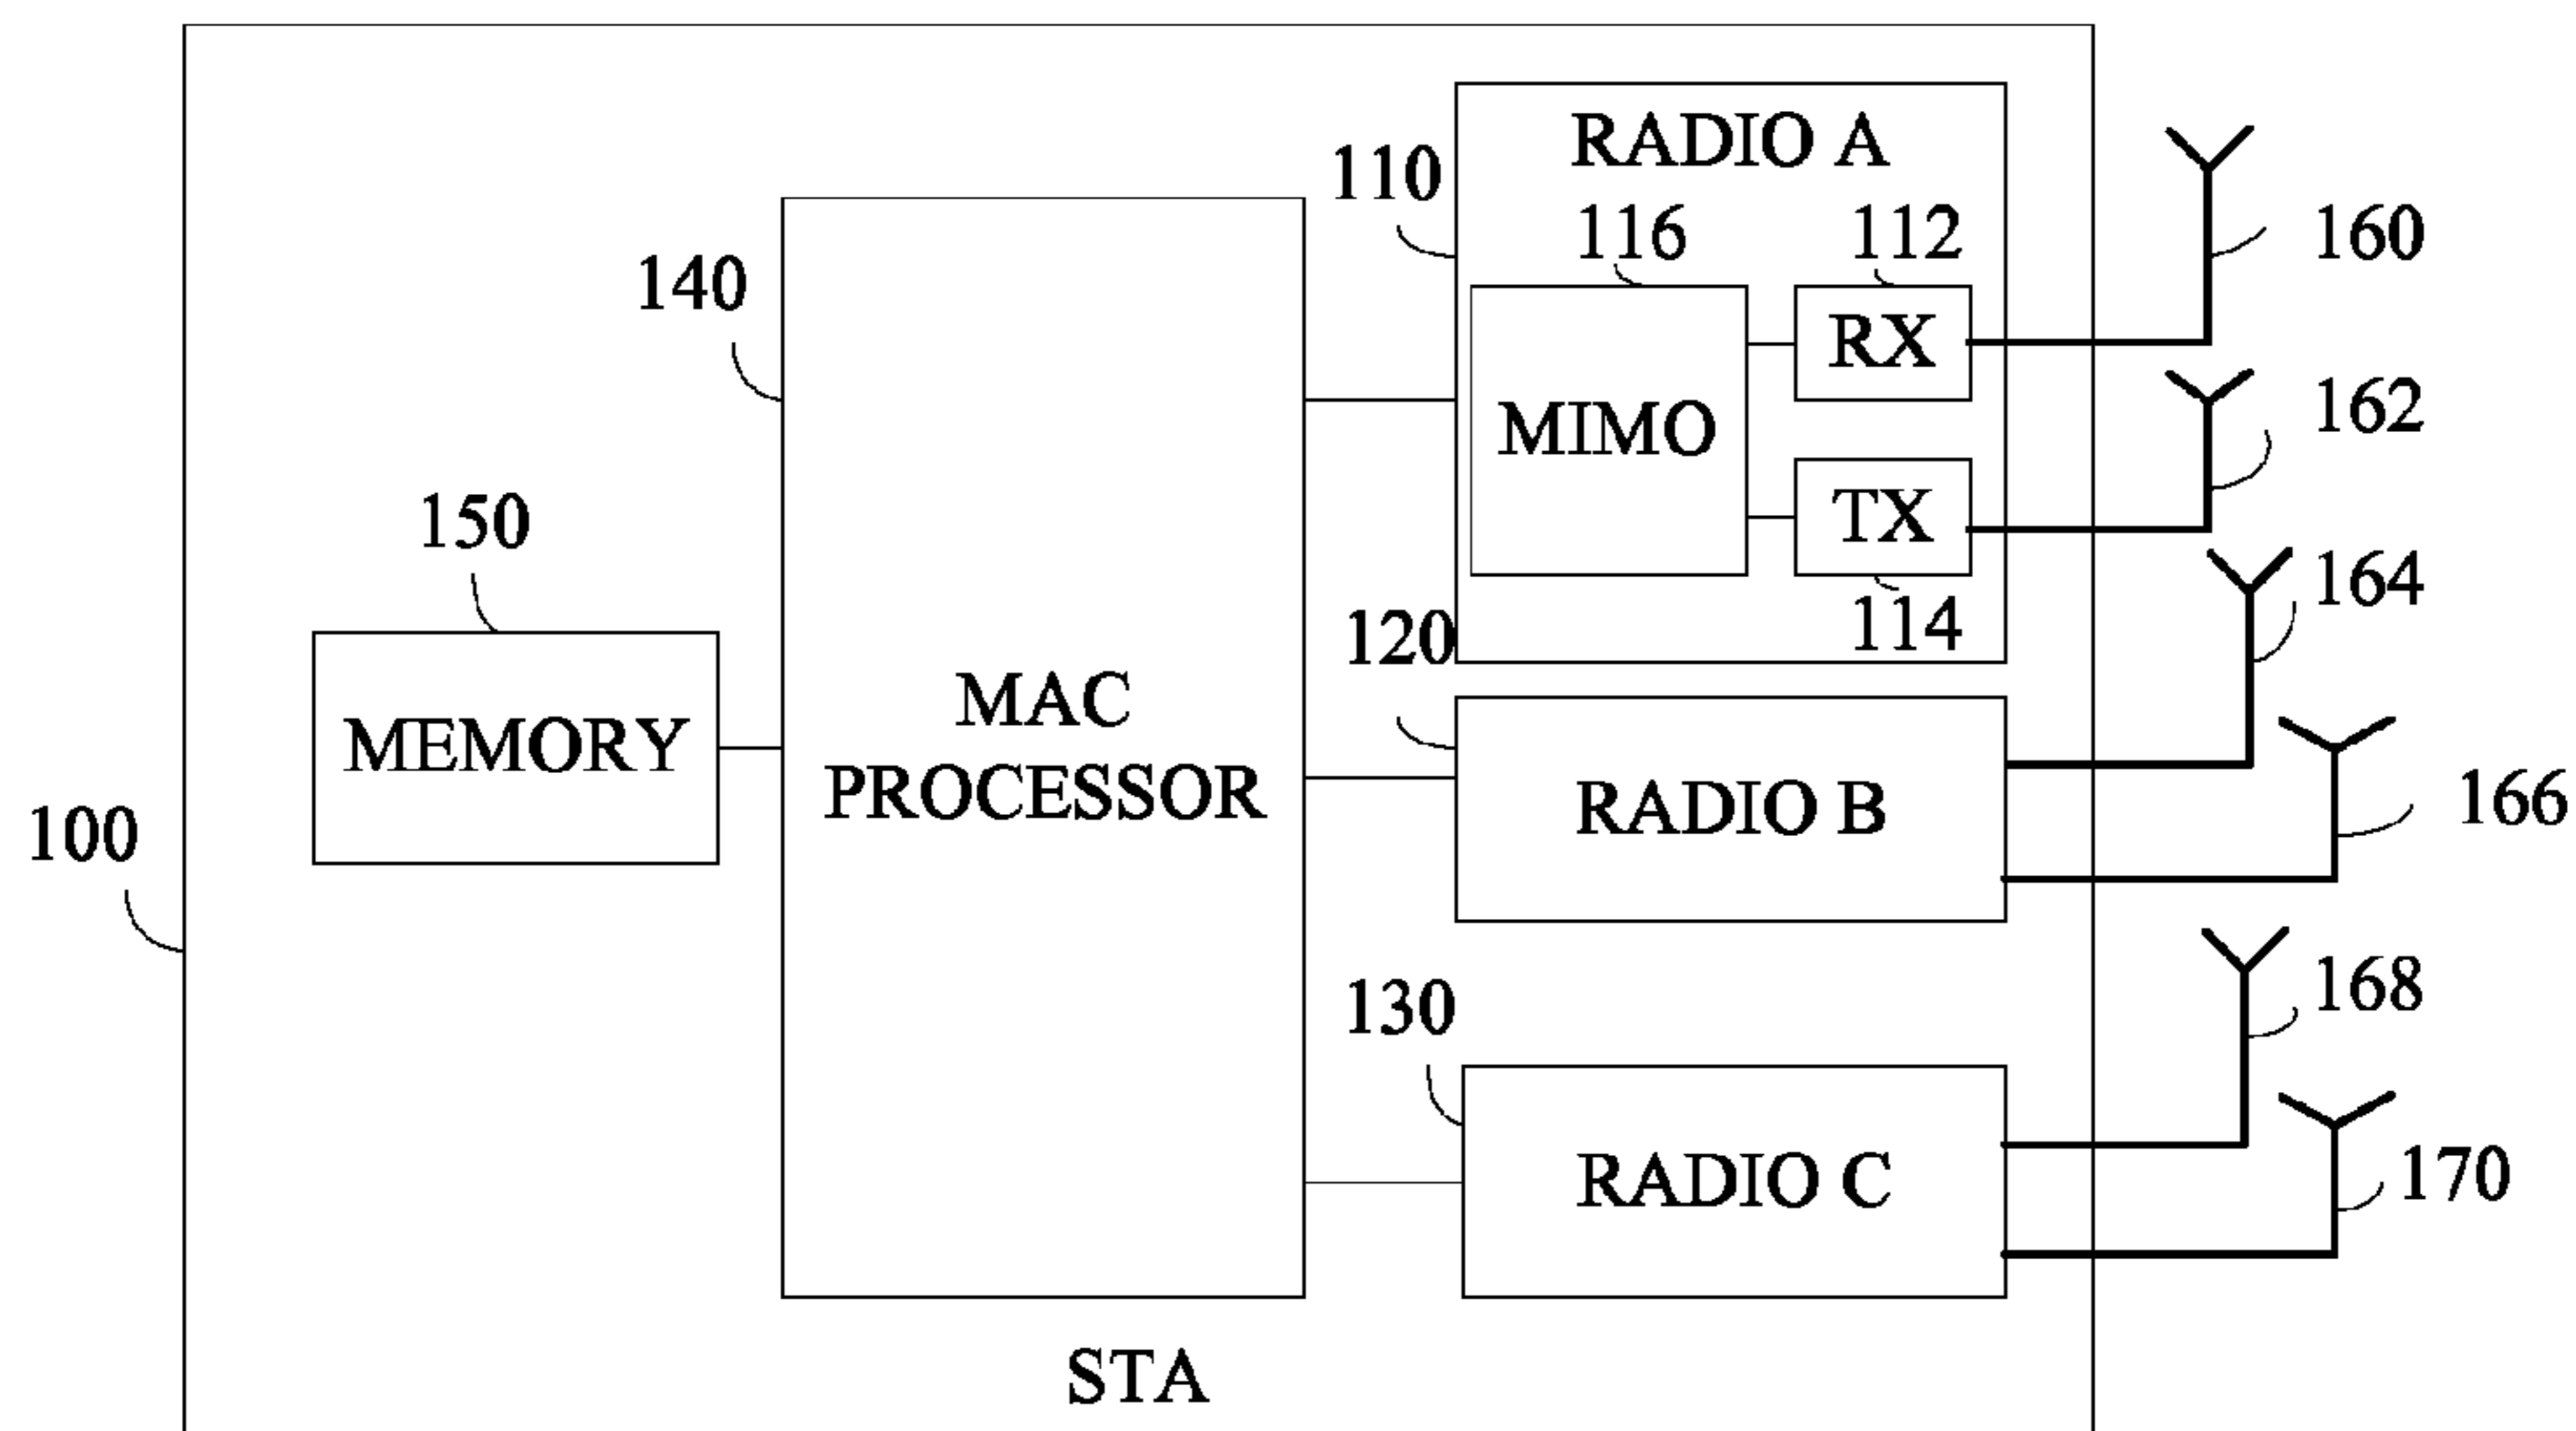 RADIO A
110
116
112
160
140
RX
MIMO
162
150
TX
164
114
120
MEMORY
MAC
PROCESSOR
RADIO B
166
100
168
130
RADIO C
170
STA